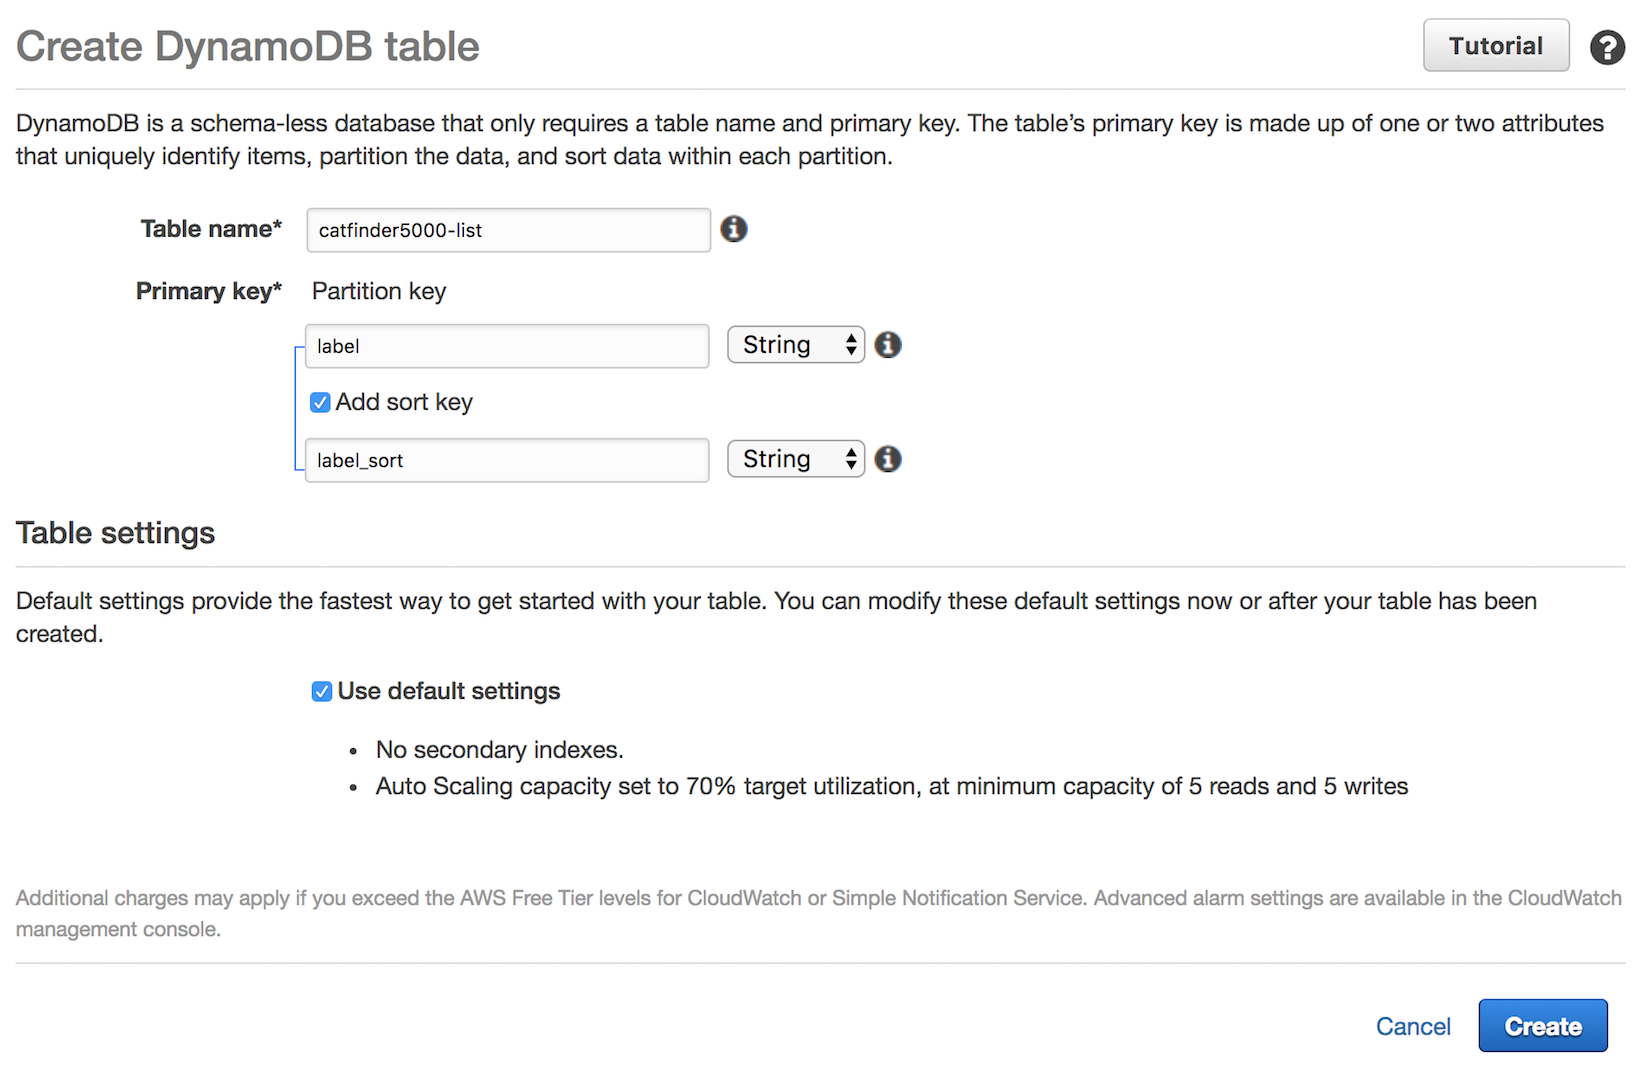 Create DynamoDB table
Tutorial
?
DynamoDB is a schema-less database that only requires a table name and primary key. The table's primary key is made up of one or two attributes
that uniquely identify items, partition the data, and sort data within each partition.
Table name*
catfinder5000-list
i
Primary key*
Partition key
label
String
i
Add sort key
label_sort
String
i
Table settings
Default settings provide the fastest way to get started with your table. You can modify these default settings now or after your table has been
created.
Use default settings
• No secondary indexes.
• Auto Scaling capacity set to 70% target utilization, at minimum capacity of 5 reads and 5 writes
Additional charges may apply if you exceed the AWS Free Tier levels for CloudWatch or Simple Notification Service. Advanced alarm settings are available in the CloudWatch
management console.
Cancel
Create